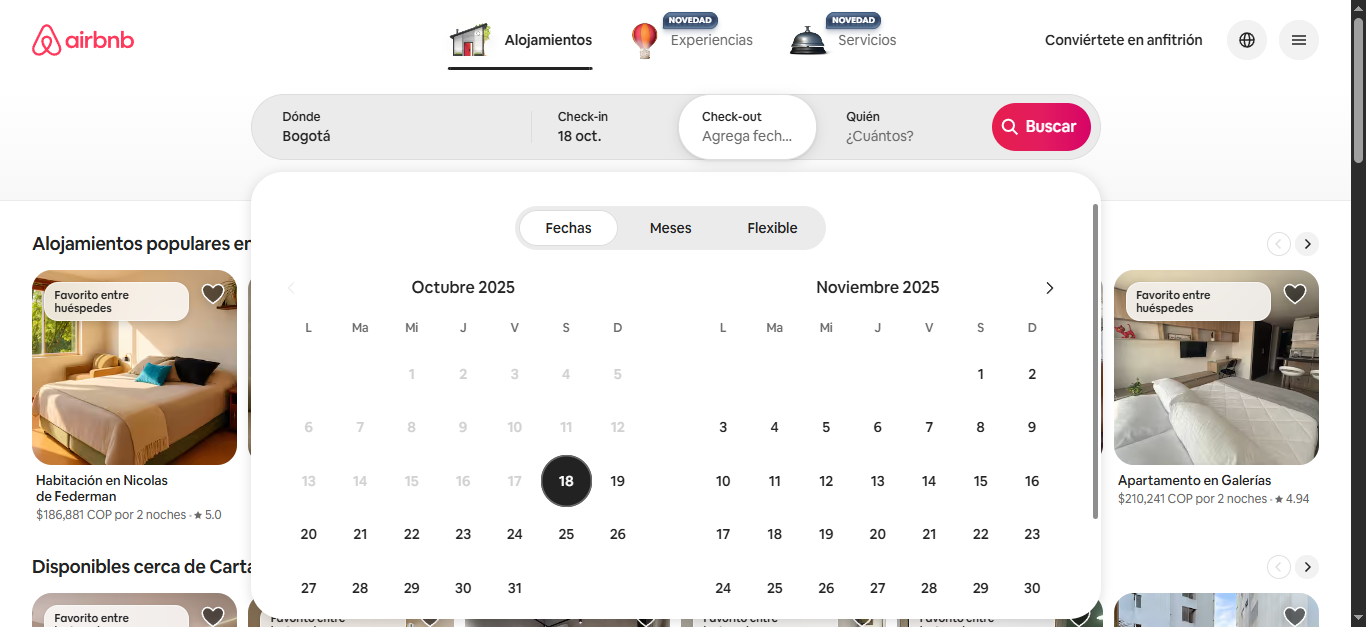 airbnb
Alojamientos
NOVEDAD
Experiencias
NOVEDAD
Servicios
Conviértete en anfitrión
Dónde
Bogotá
Check-in
18 oct.
Check-out
Agrega fech...
Quién
¿Cuántos?
Buscar
Fechas
Meses
Flexible
Octubre 2025
L Ma Mi J V S D
1 2 3 4 5
6 7 8 9 10 11 12
13 14 15 16 17 18 19
20 21 22 23 24 25 26
27 28 29 30 31
Noviembre 2025
L Ma Mi J V S D
1 2
3 4 5 6 7 8 9
10 11 12 13 14 15 16
17 18 19 20 21 22 23
24 25 26 27 28 29 30
Alojamientos populares en
Favorito entre
huéspedes
Habitación en Nicolas
de Federman
$186,881 COP por 2 noches · ★ 5.0
Favorito entre
huéspedes
Apartamento en Galerías
$210,241 COP por 2 noches · ★ 4.94
Disponibles cerca de Carta
Favorito entre
Favorito entre
Favorito entre
Favorito entre